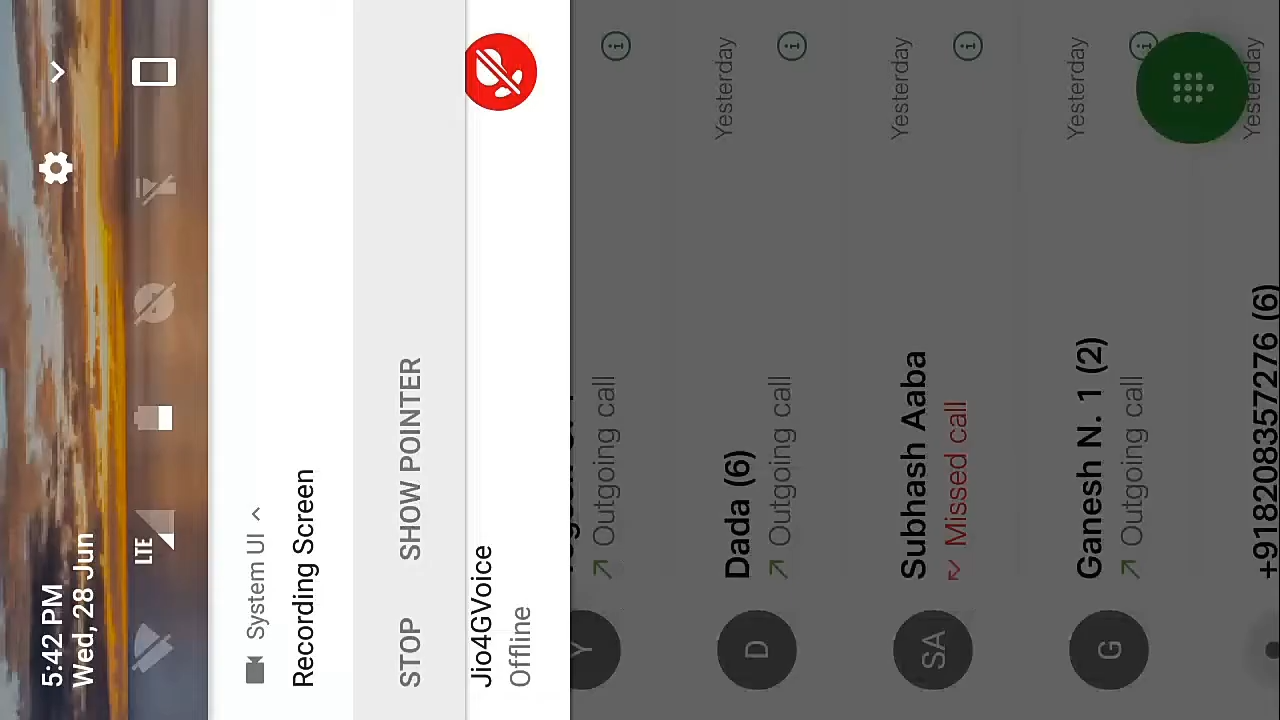 5:42 PM
Wed, 28 Jun
LTE
System UI
Recording Screen
STOP SHOW POINTER
Jio4GVoice
Offline
Y
Outgoing call
D
Dada (6)
Outgoing call
Yesterday
SA
Subhash Aaba
Missed call
Yesterday
G
Ganesh N. 1 (2)
Outgoing call
Yesterday
+918208357276 (6)
Yesterday